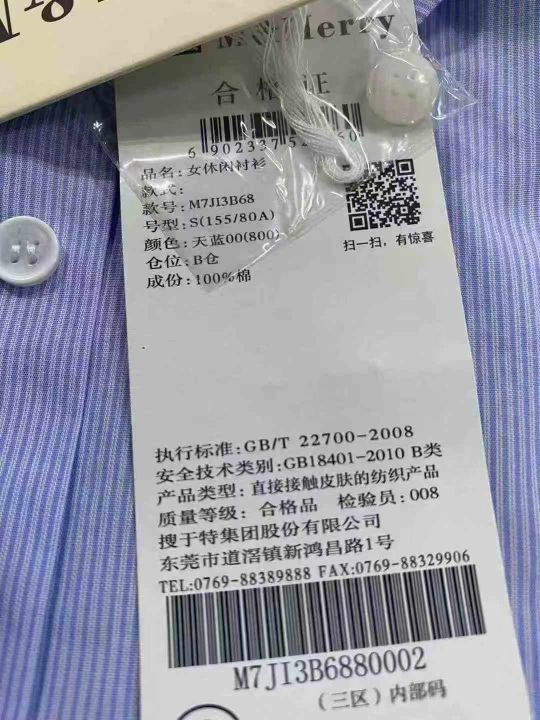 Mercy
合格证
品名:女休闲衬衫
款式:
款号:M7JI3B68
号型:S(155/80A)
颜色:天蓝00(800)
仓位:B仓
成份:100%棉
扫一扫,有惊喜
执行标准:GB/T 22700-2008
安全技术类别:GB18401-2010 B类
产品类型:直接接触皮肤的纺织产品
质量等级: 合格品 检验员:008
搜于特集团股份有限公司
东莞市道滘镇新鸿昌路1号
TEL:0769-88389888 FAX:0769-88329906
M7JI3B6880002
(三区)内部码